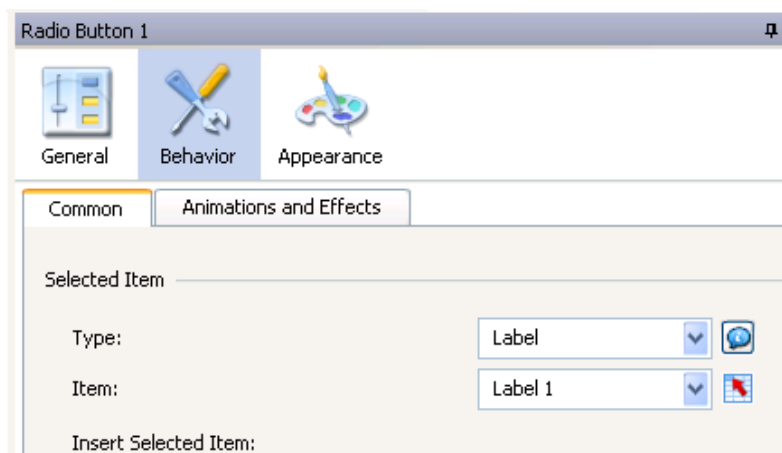 Radio Button 1
General Behavior Appearance
Common Animations and Effects
Selected Item
Type: Label
Item: Label 1
Insert Selected Item: